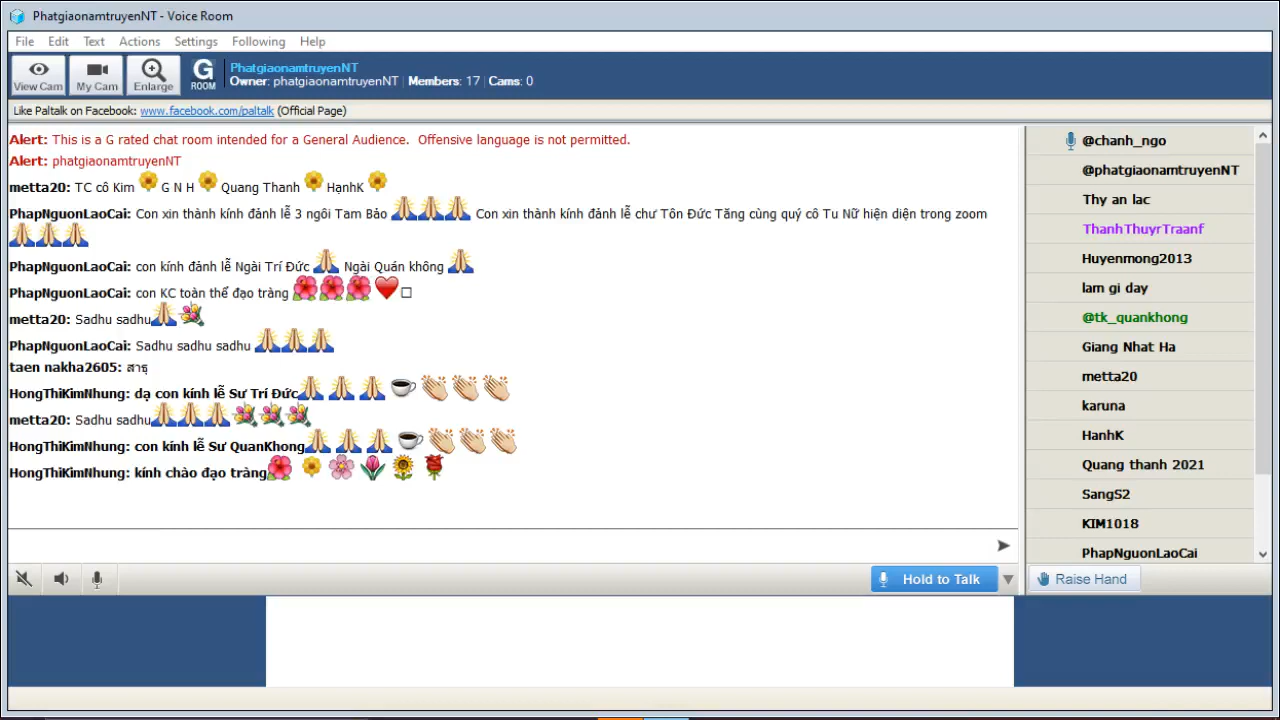 PhatgiaonamtruyenNT - Voice Room
File Edit Text Actions Settings Following Help
View Cam My Cam Enlarge G ROOM
PhatgiaonamtruyenNT
Owner: phatgiaonamtruyenNT | Members: 17 | Cams: 0
Like Paltalk on Facebook: www.facebook.com/paltalk (Official Page)
Alert: This is a G rated chat room intended for a General Audience. Offensive language is not permitted.
Alert: phatgiaonamtruyenNT
metta20: TC cô Kim 🌼 G N H 🌼 Quang Thanh 🌼 HạnhK 🌼
PhapNguonLaoCai: Con xin thành kính đảnh lễ 3 ngôi Tam Bảo 🙏🙏🙏 Con xin thành kính đảnh lễ chư Tôn Đức Tăng cùng quý cô Tu Nữ hiện diện trong zoom
🙏🙏🙏
PhapNguonLaoCai: con kính đảnh lễ Ngài Trí Đức 🙏 Ngài Quán không 🙏
PhapNguonLaoCai: con KC toàn thể đạo tràng 🌺🌺🌺❤️□
metta20: Sadhu sadhu🙏💐
PhapNguonLaoCai: Sadhu sadhu sadhu 🙏🙏🙏
taen nakha2605: สาธุ
HongThiKimNhung: dạ con kính lễ Sư Trí Đức🙏 🙏 🙏 ☕ 👏 👏 👏
metta20: Sadhu sadhu🙏🙏🙏💐💐💐
HongThiKimNhung: con kính lễ Sư QuanKhong🙏 🙏 🙏 ☕ 👏 👏 👏
HongThiKimNhung: kính chào đạo tràng🌺 🌼 🌸 🌷 🌻 🌹
Hold to Talk
@chanh_ngo
@phatgiaonamtruyenNT
Thy an lac
ThanhThuyrTraanf
Huyenmong2013
lam gi day
@tk_quankhong
Giang Nhat Ha
metta20
karuna
HanhK
Quang thanh 2021
SangS2
KIM1018
PhapNguonLaoCai
Raise Hand